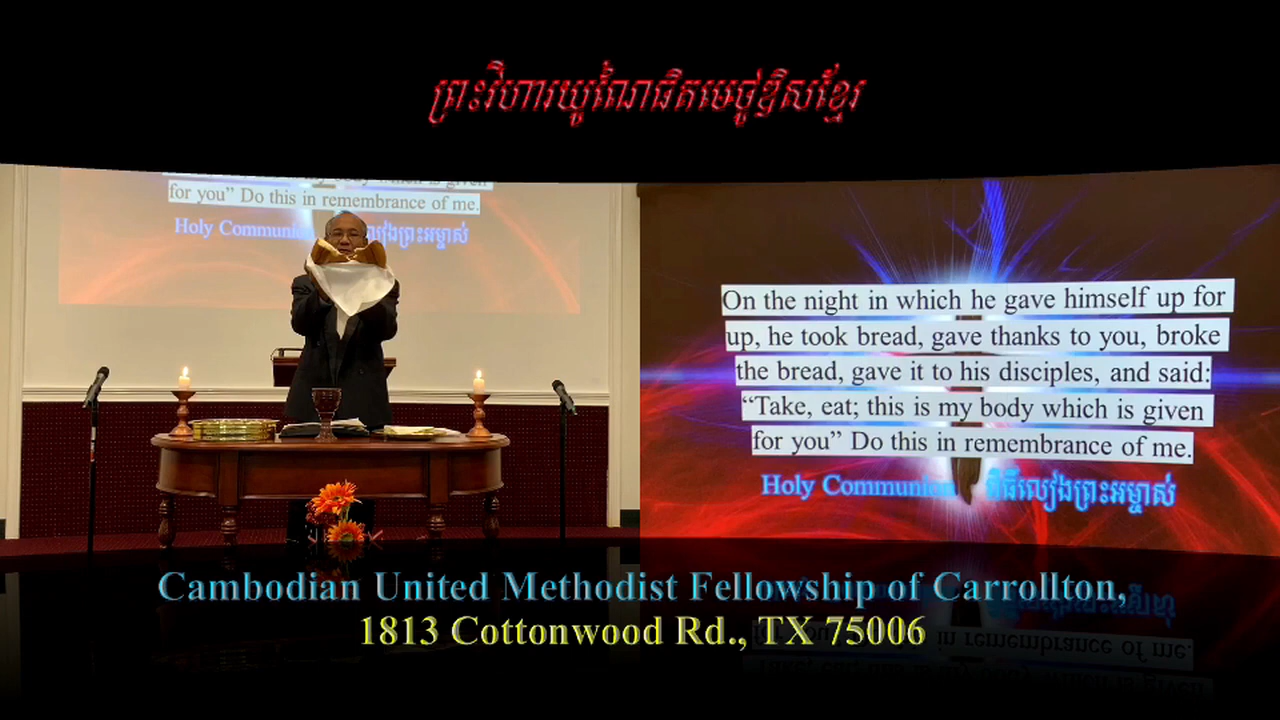 ព្រះវិហារយូណៃធិតមេថូឌីសខ្មែរ
for you” Do this in remembrance of me.
Holy Communion
On the night in which he gave himself up for
up, he took bread, gave thanks to you, broke
the bread, gave it to his disciples, and said:
“Take, eat; this is my body which is given
for you” Do this in remembrance of me.
Holy Communion ពិធីលៀងព្រះអម្ចាស់
Cambodian United Methodist Fellowship of Carrollton,
1813 Cottonwood Rd., TX 75006